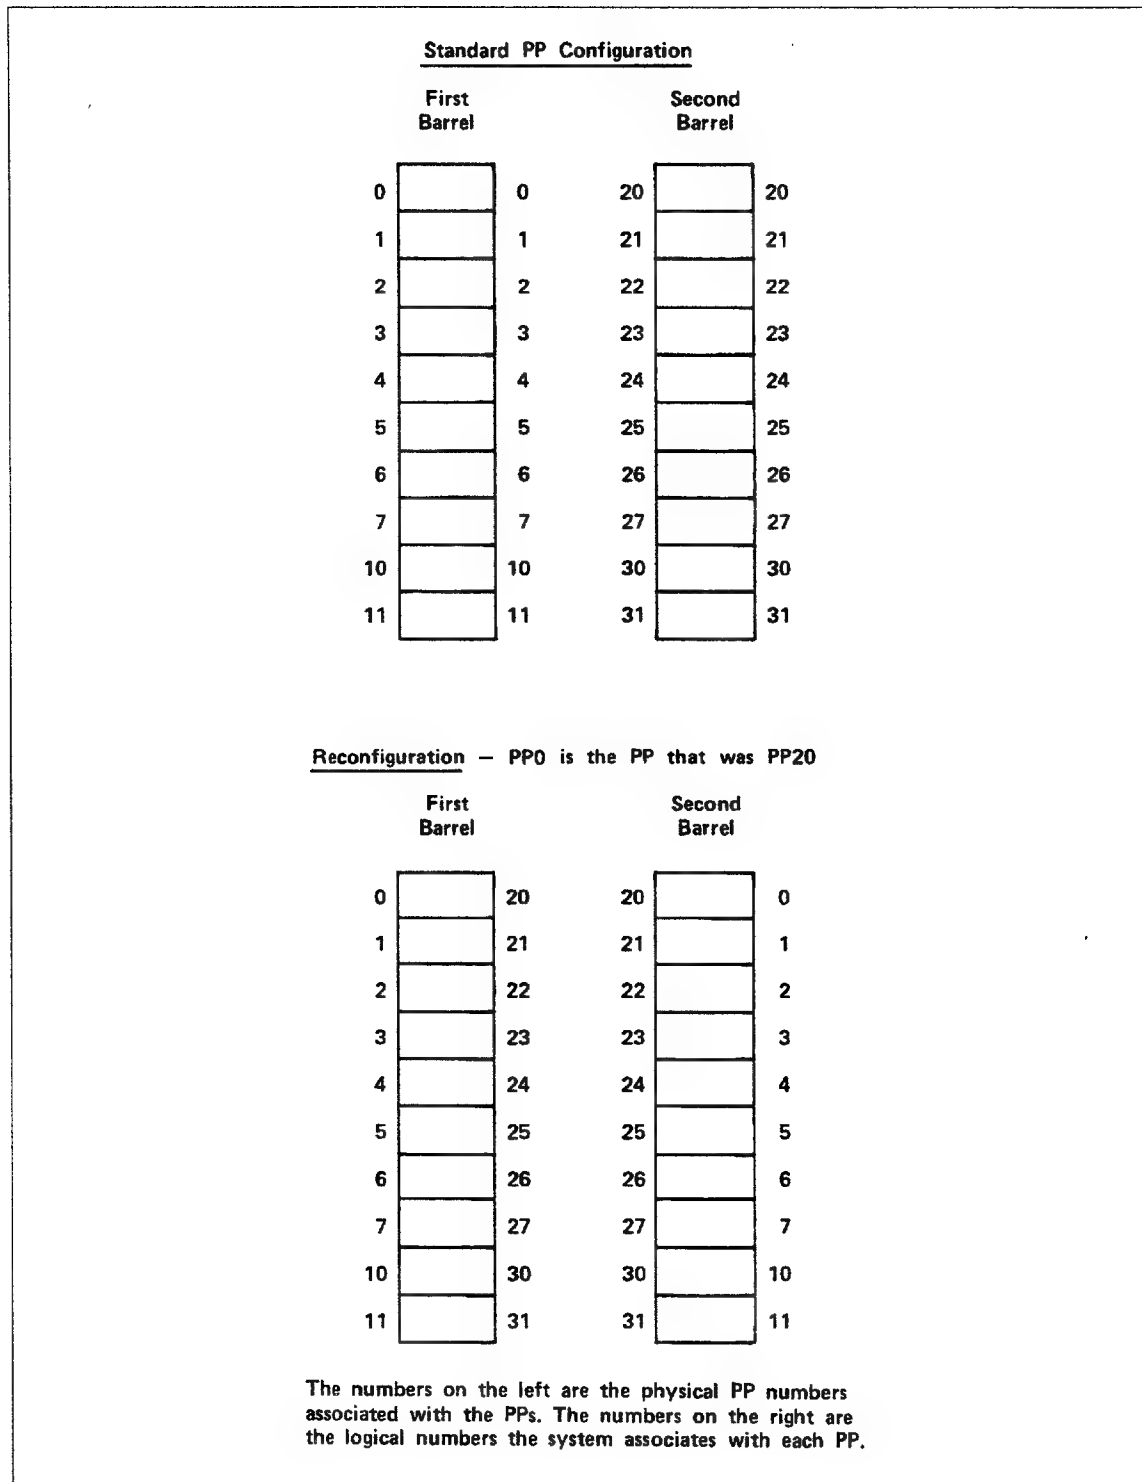 Standard PP Configuration
First Barrel Second Barrel
0 0 20 20
1 1 21 21
2 2 22 22
3 3 23 23
4 4 24 24
5 5 25 25
6 6 26 26
7 7 27 27
10 10 30 30
11 11 31 31
Reconfiguration – PP0 is the PP that was PP20
First Barrel Second Barrel
0 20 20 0
1 21 21 1
2 22 22 2
3 23 23 3
4 24 24 4
5 25 25 5
6 26 26 6
7 27 27 7
10 30 30 10
11 31 31 11
The numbers on the left are the physical PP numbers
associated with the PPs. The numbers on the right are
the logical numbers the system associates with each PP.